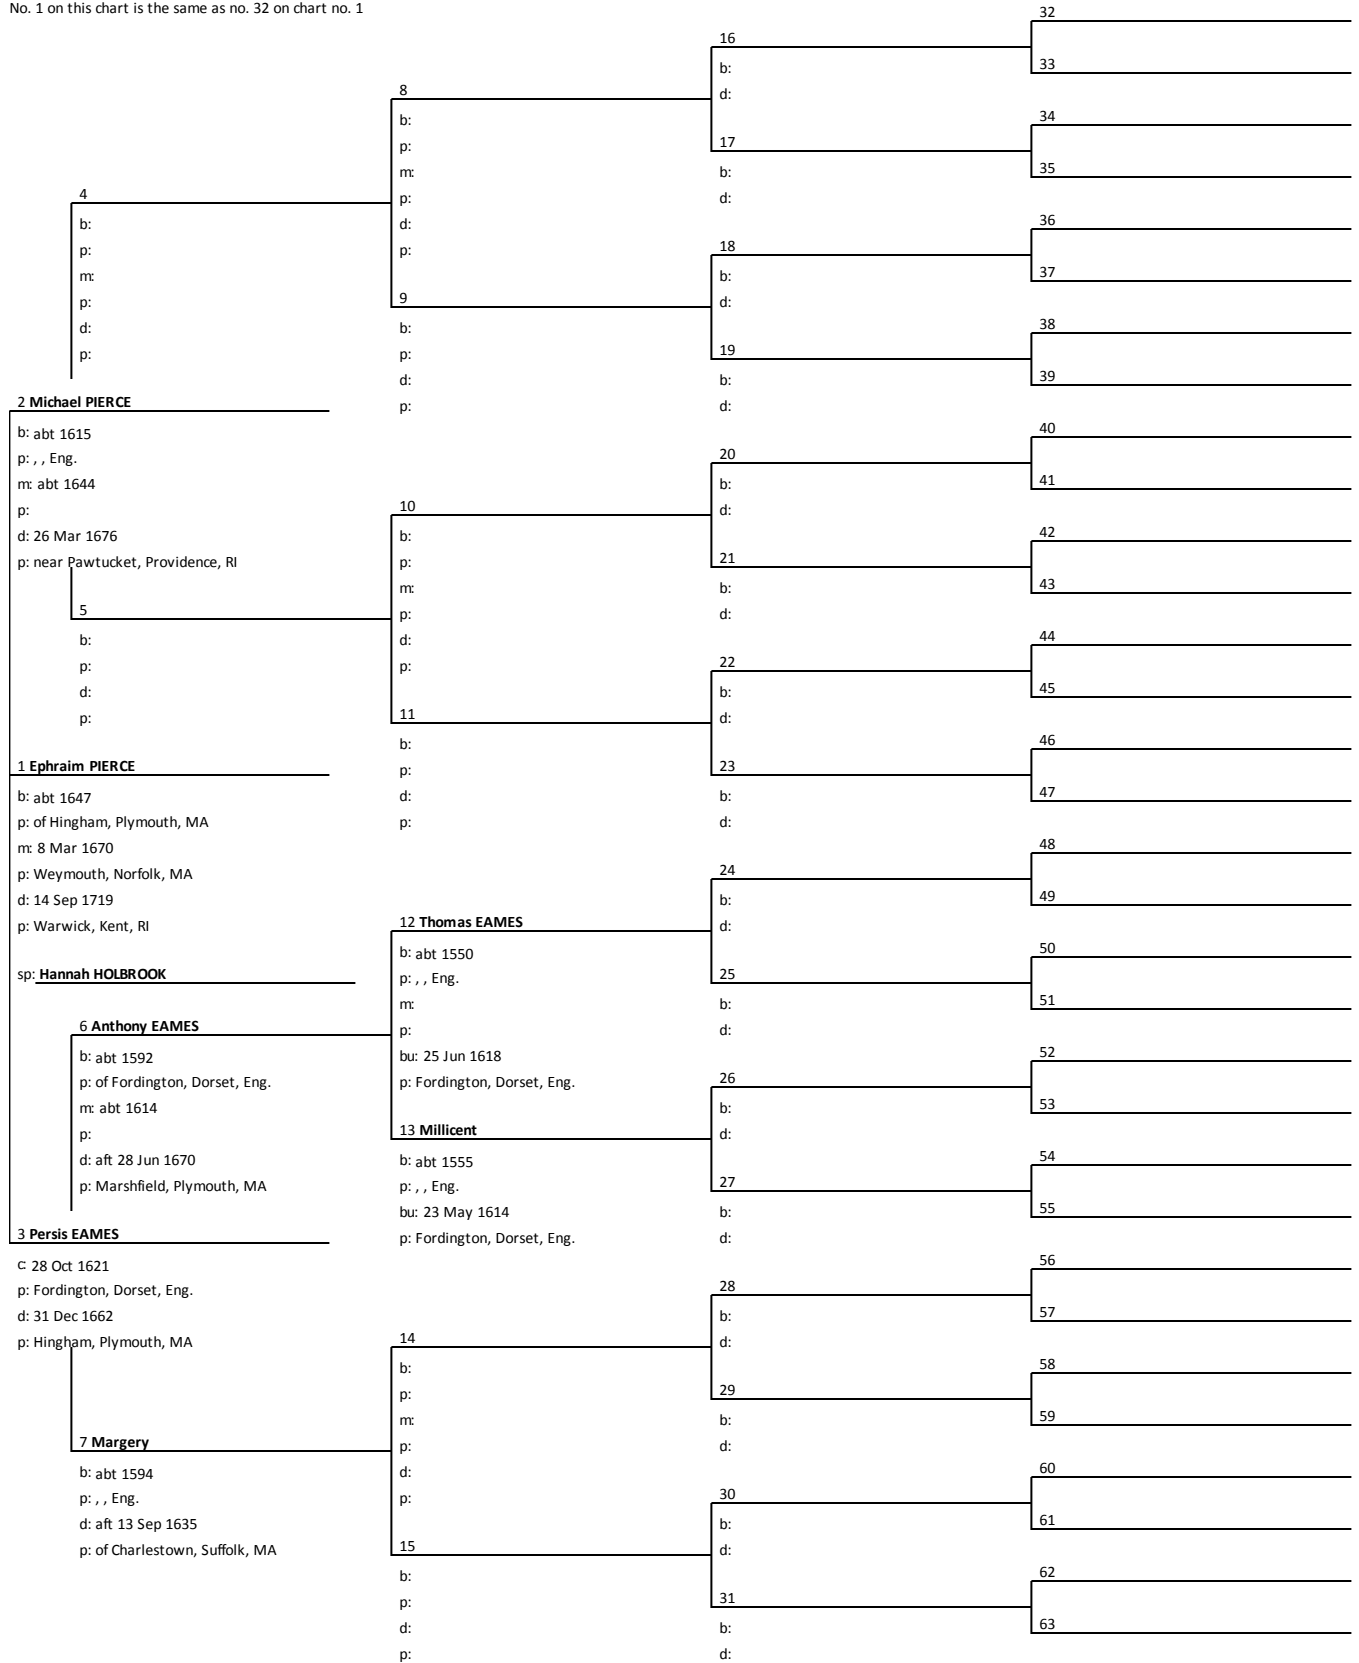 No. 1 on this chart is the same as no. 32 on chart no. 1
4
b:
p:
m:
p:
d:
p:
2 Michael PIERCE
b: abt 1615
p: , , Eng.
m: abt 1644
p:
d: 26 Mar 1676
p: near Pawtucket, Providence, RI
5
b:
p:
d:
p:
1 Ephraim PIERCE
b: abt 1647
p: of Hingham, Plymouth, MA
m: 8 Mar 1670
p: Weymouth, Norfolk, MA
d: 14 Sep 1719
p: Warwick, Kent, RI
sp: Hannah HOLBROOK
6 Anthony EAMES
b: abt 1592
p: of Fordington, Dorset, Eng.
m: abt 1614
p:
d: aft 28 Jun 1670
p: Marshfield, Plymouth, MA
3 Persis EAMES
c: 28 Oct 1621
p: Fordington, Dorset, Eng.
d: 31 Dec 1662
p: Hingham, Plymouth, MA
7 Margery
b: abt 1594
p: , , Eng.
d: aft 13 Sep 1635
p: of Charlestown, Suffolk, MA
8
b:
p:
m:
p:
d:
p:
9
b:
p:
d:
p:
10
b:
p:
m:
p:
d:
p:
11
b:
p:
d:
p:
12 Thomas EAMES
b: abt 1550
p: , , Eng.
m:
p:
bu: 25 Jun 1618
p: Fordington, Dorset, Eng.
13 Millicent
b: abt 1555
p: , , Eng.
bu: 23 May 1614
p: Fordington, Dorset, Eng.
14
b:
p:
m:
p:
d:
p:
15
b:
p:
d:
p:
16
b:
d:
17
b:
d:
18
b:
d:
19
b:
d:
20
b:
d:
21
b:
d:
22
b:
d:
23
b:
d:
24
b:
d:
25
b:
d:
26
b:
d:
27
b:
d:
28
b:
d:
29
b:
d:
30
b:
d:
31
b:
d:
32
33
34
35
36
37
38
39
40
41
42
43
44
45
46
47
48
49
50
51
52
53
54
55
56
57
58
59
60
61
62
63